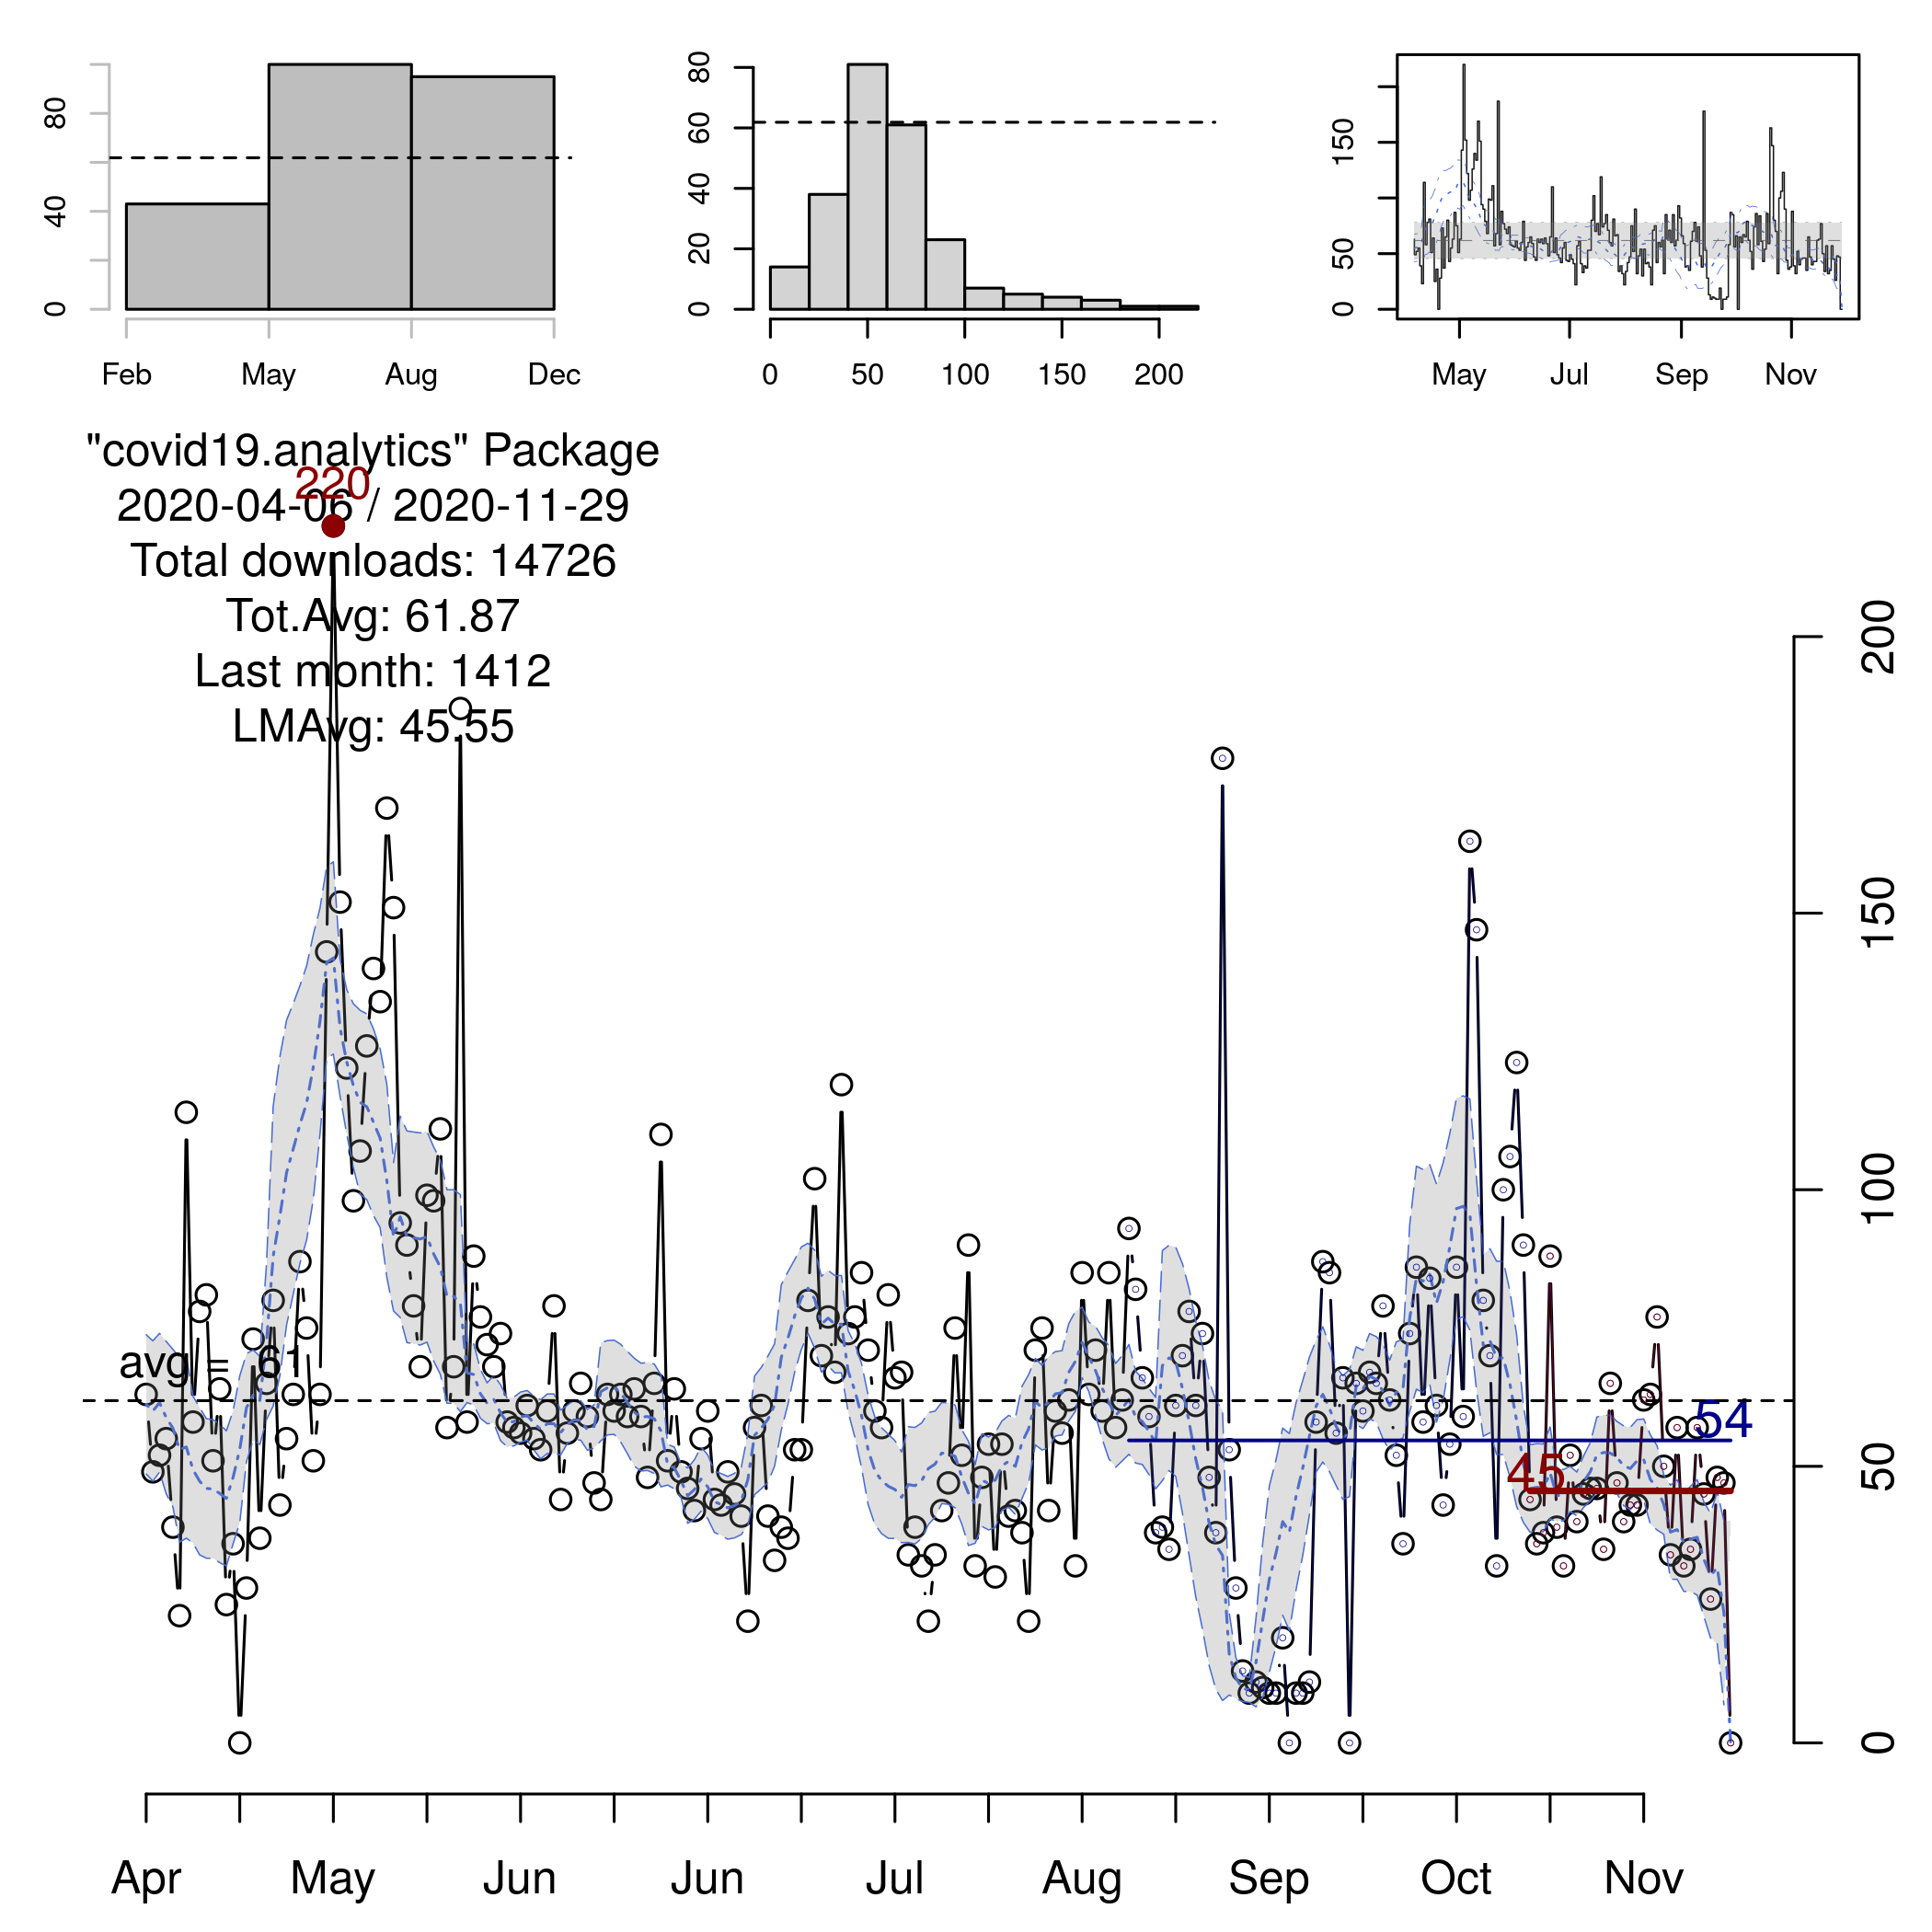 80
40
0
Feb May Aug Dec
80
60
40
20
0
0 50 100 150 200
150
50
0
May Jul Sep Nov
"covid19.analytics" Package
220
2020-04-06 / 2020-11-29
Total downloads: 14726
Tot.Avg: 61.87
Last month: 1412
LMAvg: 45.55
avg = 61
54
45
200
150
100
50
0
Apr May Jun Jun Jul Aug Sep Oct Nov